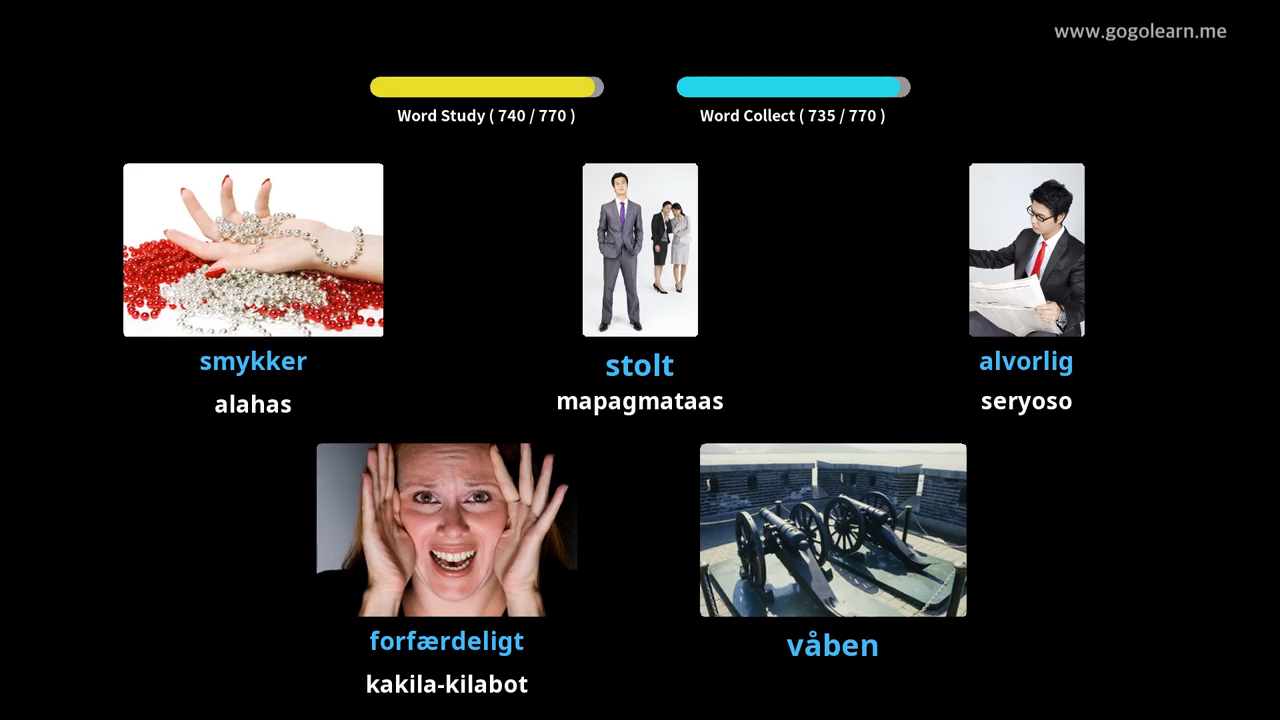 www.gogolearn.me
Word Study ( 740 / 770 )
Word Collect ( 735 / 770 )
smykker
alahas
stolt
mapagmataas
alvorlig
seryoso
forfærdeligt
kakila-kilabot
våben